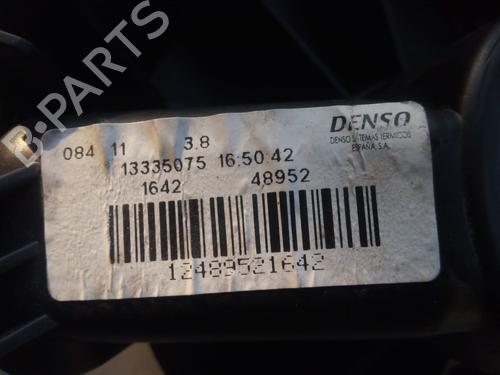 084 11 3.8
DENSO
DENSO SISTEMAS TERMICOS
ESPAÑA, S.A.
13335075 16:50:42
1642 48952
12489521642
B-PARTS